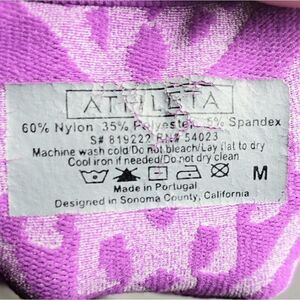 ATHLETA
60% Nylon 35% Polyester 5% Spandex
S# 819222 RN# 54023
Machine wash cold/Do not bleach/Lay flat to dry
Cool iron if needed/Do not dry clean
M
Made in Portugal
Designed in Sonoma County, California